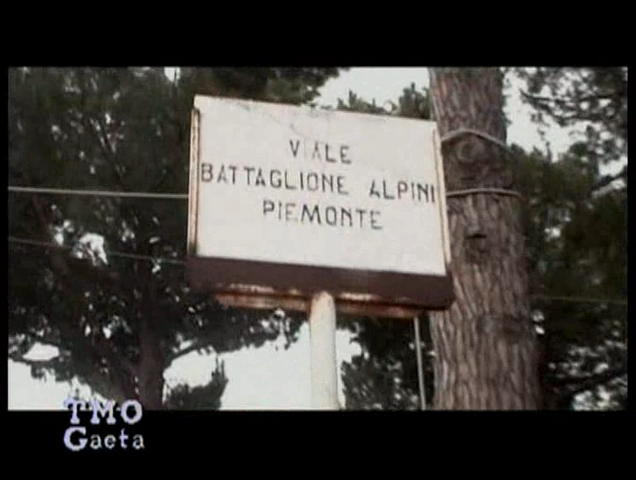 VIALE
BATTAGLIONE ALPINI
PIEMONTE
TMO
Gaeta